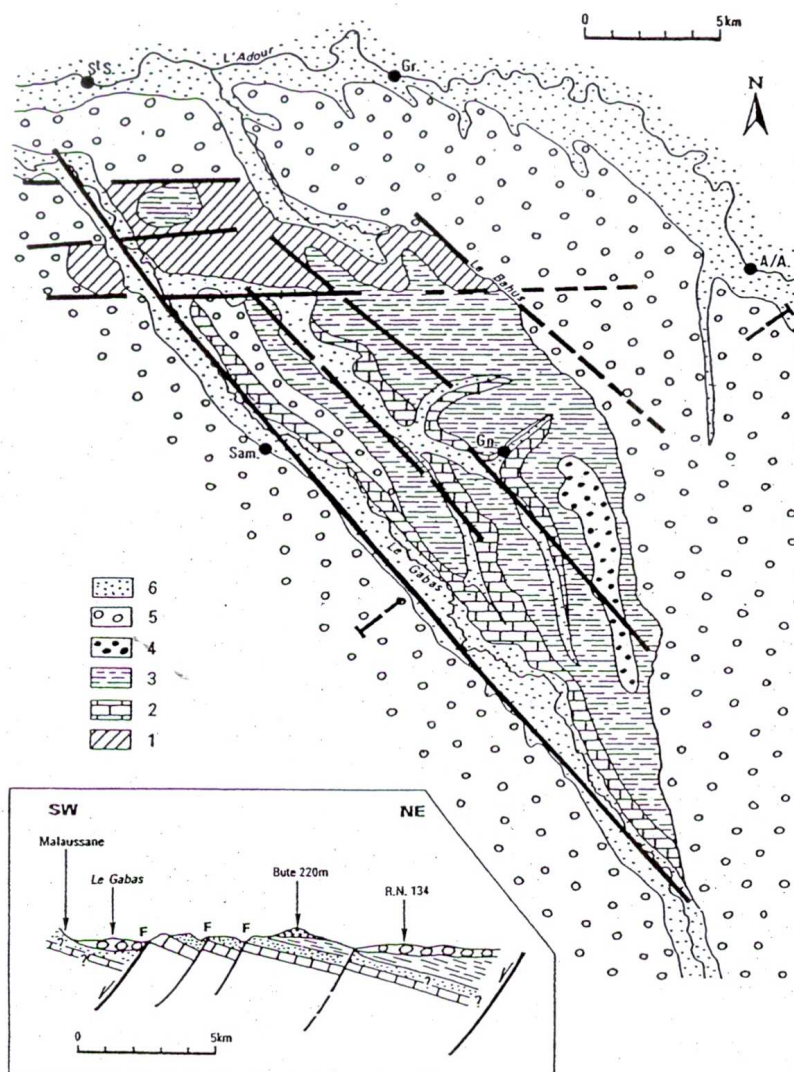 0 5km
L'Adour
St S.
Gr.
N
Le Bahus
A/A.
Gn.
Sam.
Le Gabas
6
5
4
3
2
1
SW NE
Malaussane
Le Gabas
Bute 220m
R.N. 134
F F F
? ? ? ?
0 5km